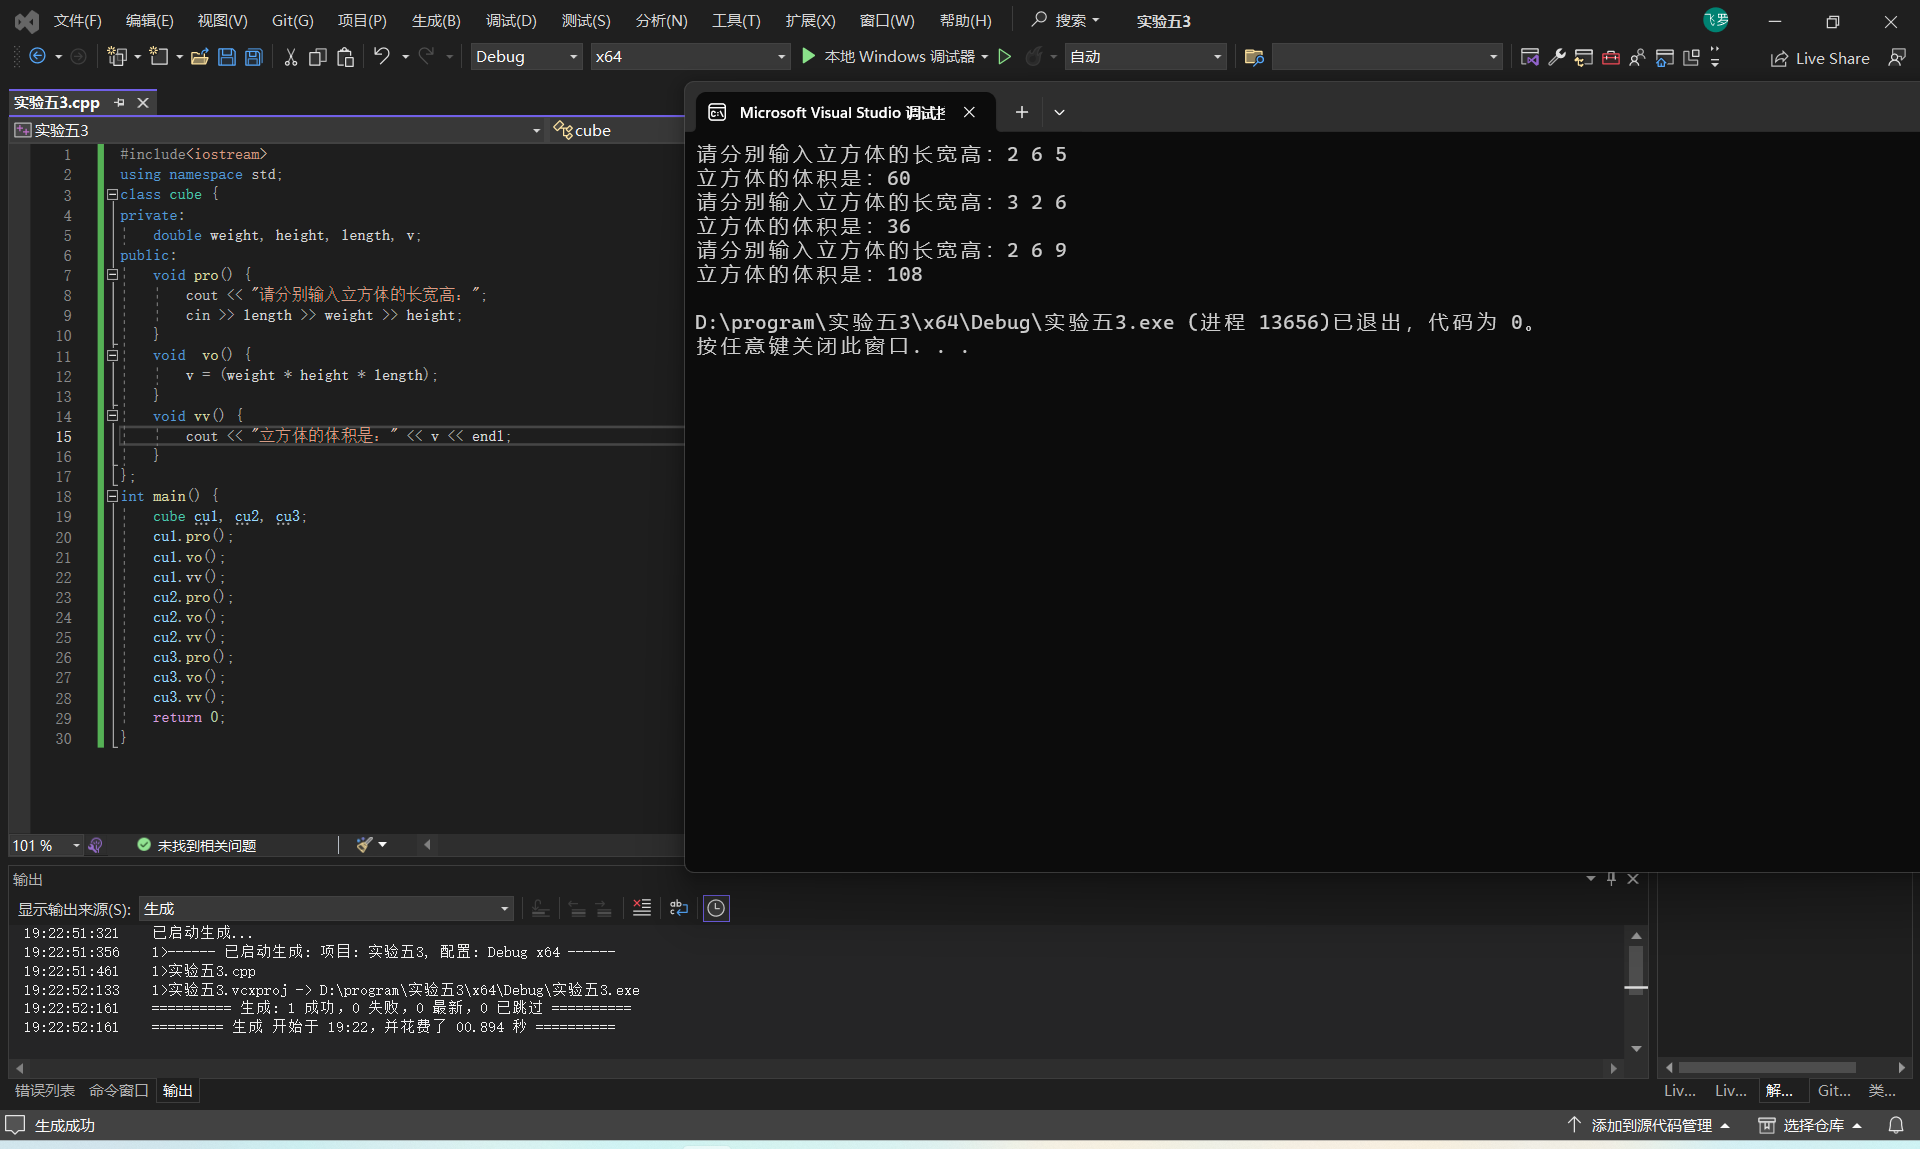 文件(F) 编辑(E) 视图(V) Git(G) 项目(P) 生成(B) 调试(D) 测试(S) 分析(N) 工具(T) 扩展(X) 窗口(W) 帮助(H) 搜索 实验五3 飞罗
Debug x64 本地 Windows 调试器 自动 Live Share
实验五3.cpp
实验五3 cube
1 #include<iostream>
2 using namespace std;
3 class cube {
4 private:
5 double weight, height, length, v;
6 public:
7 void pro() {
8 cout << "请分别输入立方体的长宽高: ";
9 cin >> length >> weight >> height;
10 }
11 void  vo() {
12 v = (weight * height * length);
13 }
14 void vv() {
15 cout << "立方体的体积是: " << v << endl;
16 }
17 };
18 int main() {
19 cube cu1, cu2, cu3;
20 cu1.pro();
21 cu1.vo();
22 cu1.vv();
23 cu2.pro();
24 cu2.vo();
25 cu2.vv();
26 cu3.pro();
27 cu3.vo();
28 cu3.vv();
29 return 0;
30 }
Microsoft Visual Studio 调试控
请分别输入立方体的长宽高: 2 6 5
立方体的体积是: 60
请分别输入立方体的长宽高: 3 2 6
立方体的体积是: 36
请分别输入立方体的长宽高: 2 6 9
立方体的体积是: 108
D:\program\实验五3\x64\Debug\实验五3.exe (进程 13656)已退出, 代码为 0。
按任意键关闭此窗口. . .
101 % 未找到相关问题
输出
显示输出来源(S): 生成
19:22:51:321 已启动生成...
19:22:51:356 1>------ 已启动生成: 项目: 实验五3, 配置: Debug x64 ------
19:22:51:461 1>实验五3.cpp
19:22:52:133 1>实验五3.vcxproj -> D:\program\实验五3\x64\Debug\实验五3.exe
19:22:52:161 ========== 生成: 1 成功，0 失败，0 最新，0 已跳过 ==========
19:22:52:161 ========= 生成 开始于 19:22，并花费了 00.894 秒 ==========
错误列表 命令窗口 输出 Liv... Liv... 解... Git... 类...
生成成功 添加到源代码管理 选择仓库